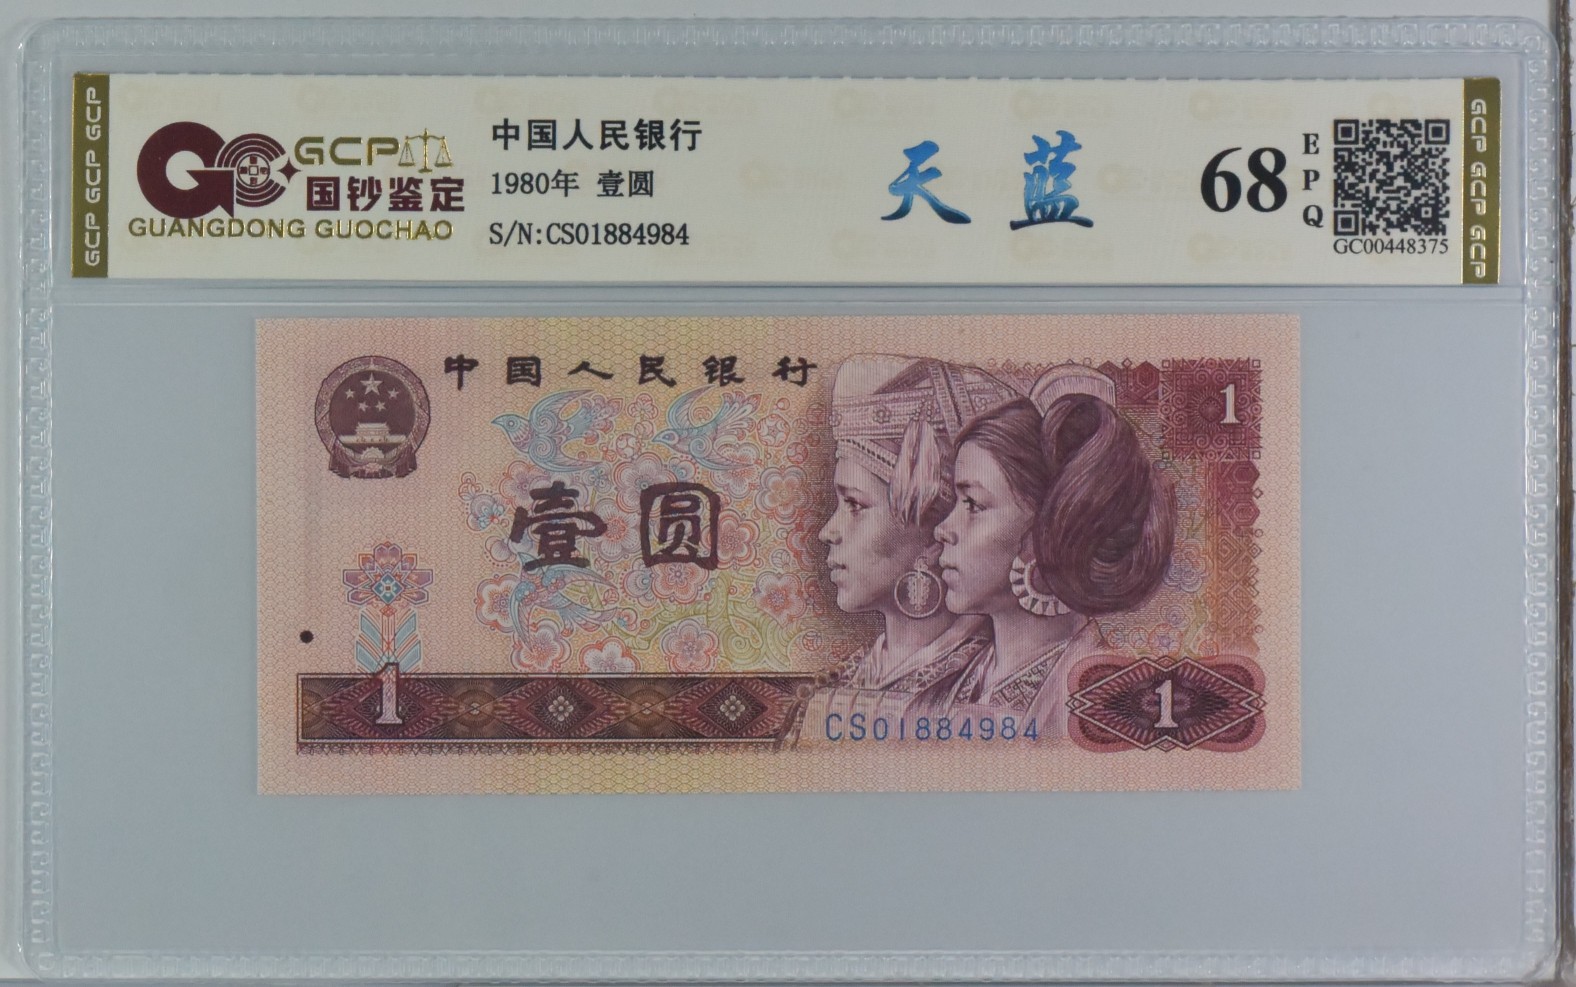 GCP GCP GCP
GCP
国钞鉴定
GUANGDONG GUOCHAO
中国人民银行
1980年 壹圆
S/N:CS01884984
天蓝
68
EPQ
GC00448375
GCP GCP GCP
中国人民银行
1
壹圆
1
CS01884984
1